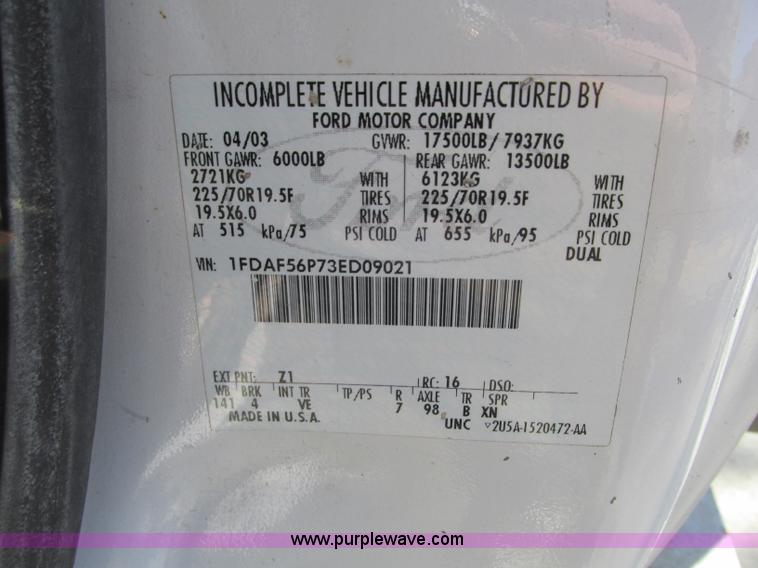 INCOMPLETE VEHICLE MANUFACTURED BY
FORD MOTOR COMPANY
DATE: 04/03 GVWR: 17500LB/ 7937KG
FRONT GAWR: 6000LB REAR GAWR: 13500LB
2721KG WITH 6123KG WITH
225/70R19.5F TIRES 225/70R19.5F TIRES
19.5X6.0 RIMS 19.5X6.0 RIMS
AT 515 kPa/75 PSI COLD AT 655 kPa/95 PSI COLD
DUAL
Ford
VIN: 1FDAF56P73ED09021
EXT PNT: Z1 RC: 16 DSO:
WB BRK INT TR TP/PS R AXLE TR SPR
141 4 VE 7 98 B XN
MADE IN U.S.A. UNC 2U5A-1520472-AA
www.purplewave.com